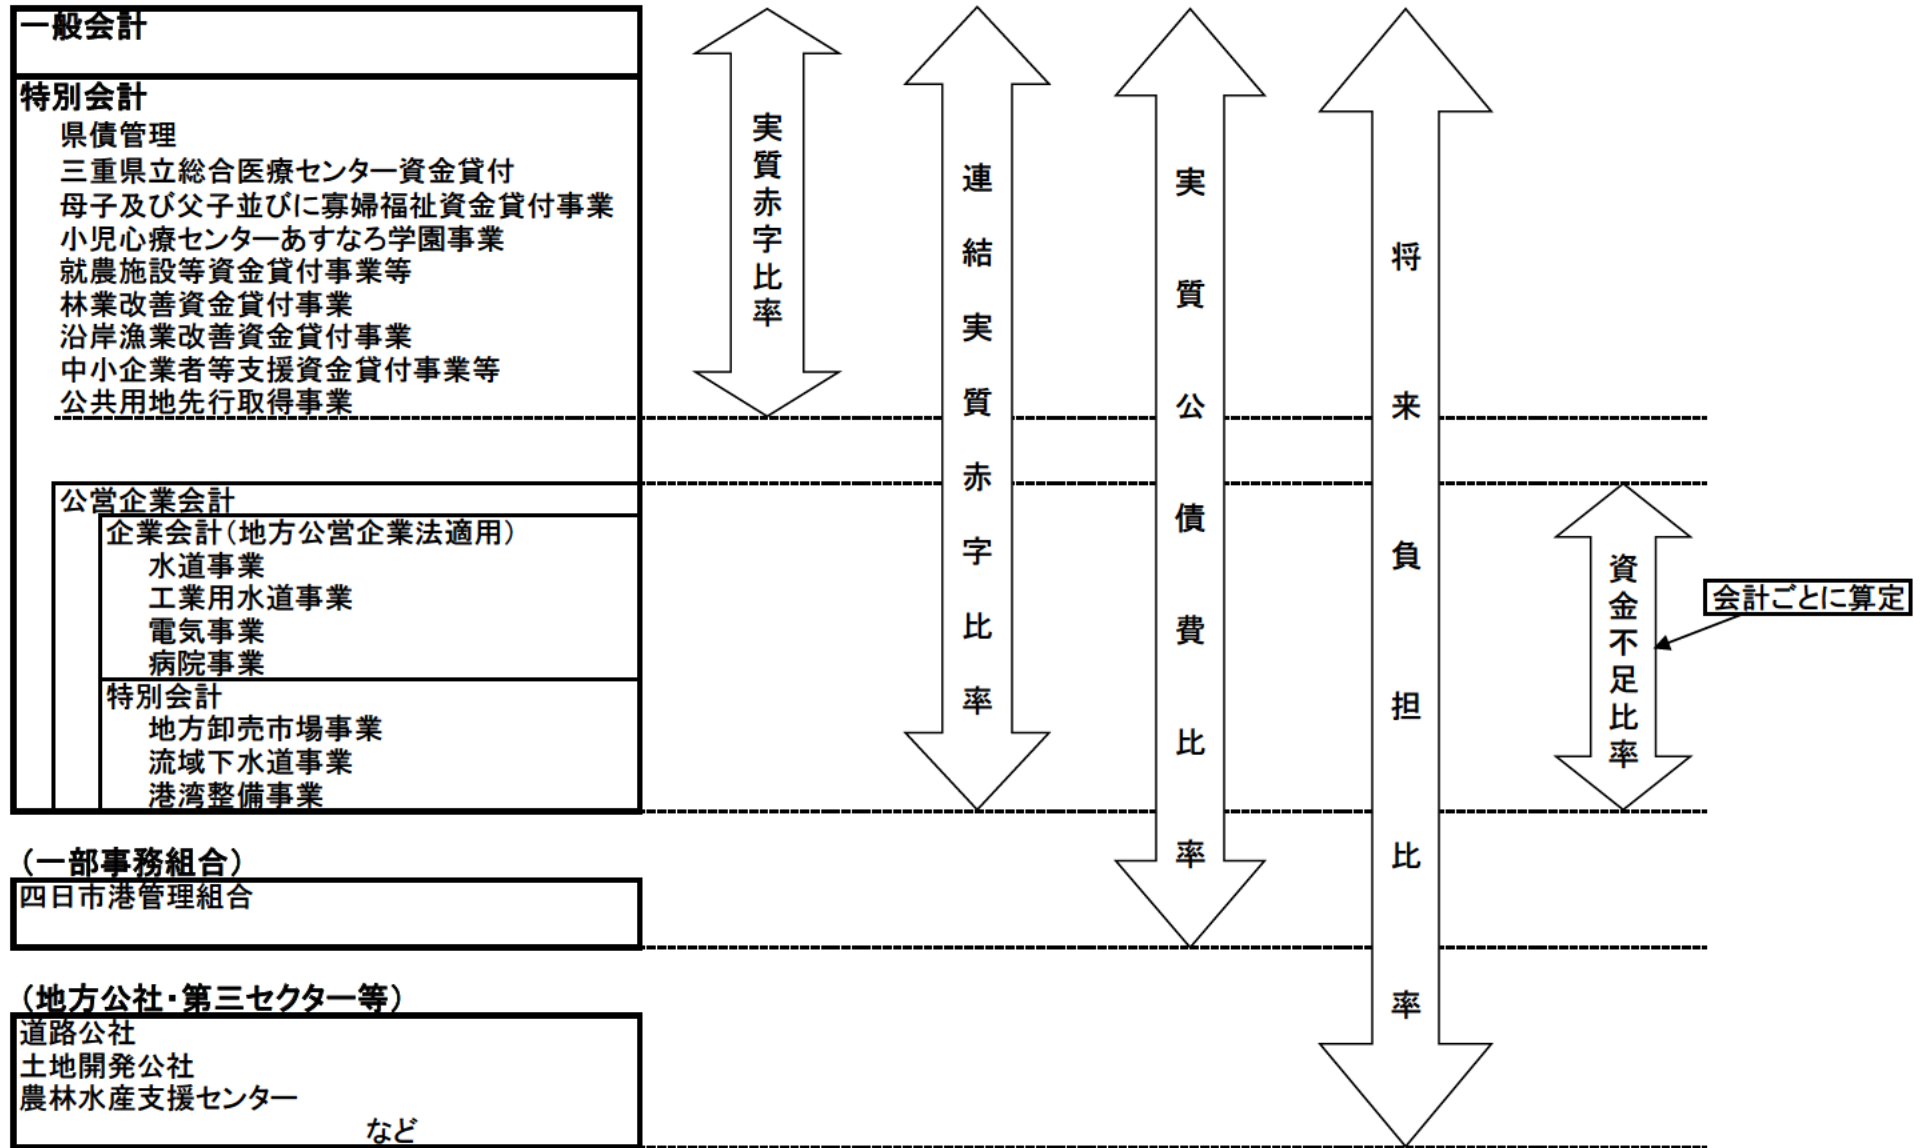 一般会計
特別会計
県債管理
三重県立総合医療センター資金貸付
母子及び父子並びに寡婦福祉資金貸付事業
小児心療センターあすなろ学園事業
就農施設等資金貸付事業等
林業改善資金貸付事業
沿岸漁業改善資金貸付事業
中小企業者等支援資金貸付事業等
公共用地先行取得事業
公営企業会計
企業会計（地方公営企業法適用）
水道事業
工業用水道事業
電気事業
病院事業
特別会計
地方卸売市場事業
流域下水道事業
港湾整備事業
（一部事務組合）
四日市港管理組合
（地方公社・第三セクター等）
道路公社
土地開発公社
農林水産支援センター
など
実質赤字比率
連結実質赤字比率
実質公債費比率
将来負担比率
資金不足比率
会計ごとに算定